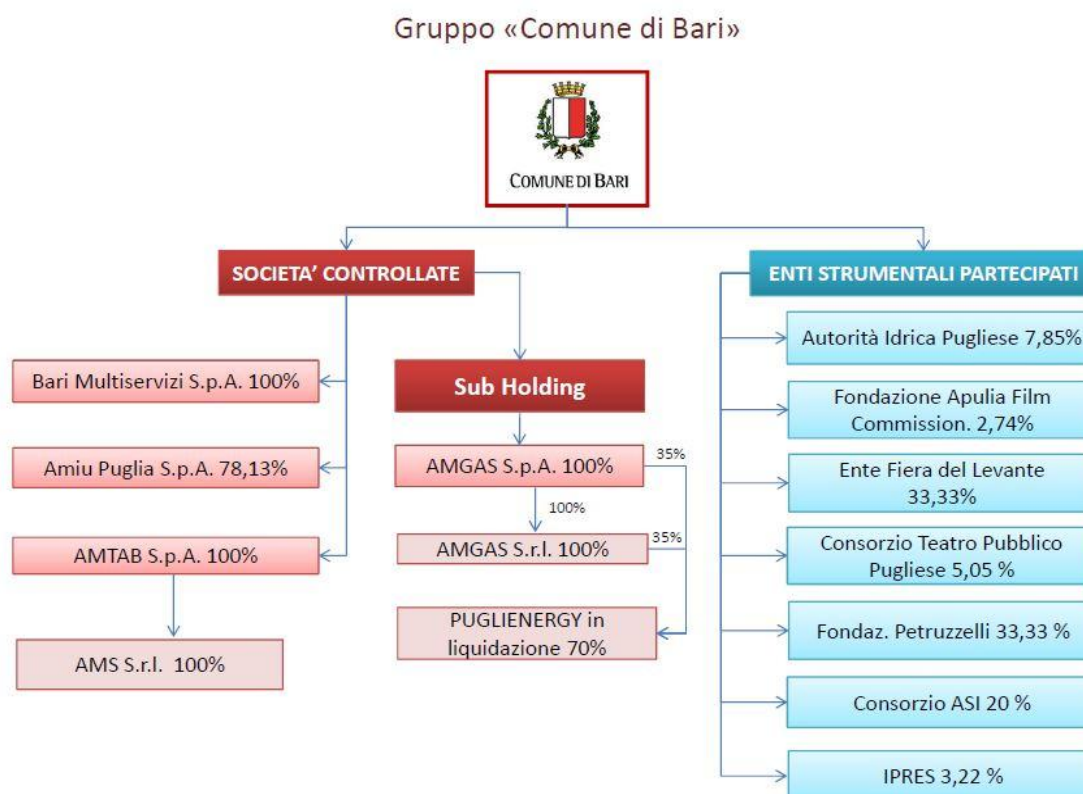 Gruppo «Comune di Bari»
COMUNE DI BARI
SOCIETA’ CONTROLLATE
Bari Multiservizi S.p.A. 100%
Amiu Puglia S.p.A. 78,13%
AMTAB S.p.A. 100%
AMS S.r.l. 100%
Sub Holding
AMGAS S.p.A. 100%
35%
100%
AMGAS S.r.l. 100%
35%
PUGLIENERGY in
liquidazione 70%
ENTI STRUMENTALI PARTECIPATI
Autorità Idrica Pugliese 7,85%
Fondazione Apulia Film
Commission. 2,74%
Ente Fiera del Levante
33,33%
Consorzio Teatro Pubblico
Pugliese 5,05 %
Fondaz. Petruzzelli 33,33 %
Consorzio ASI 20 %
IPRES 3,22 %